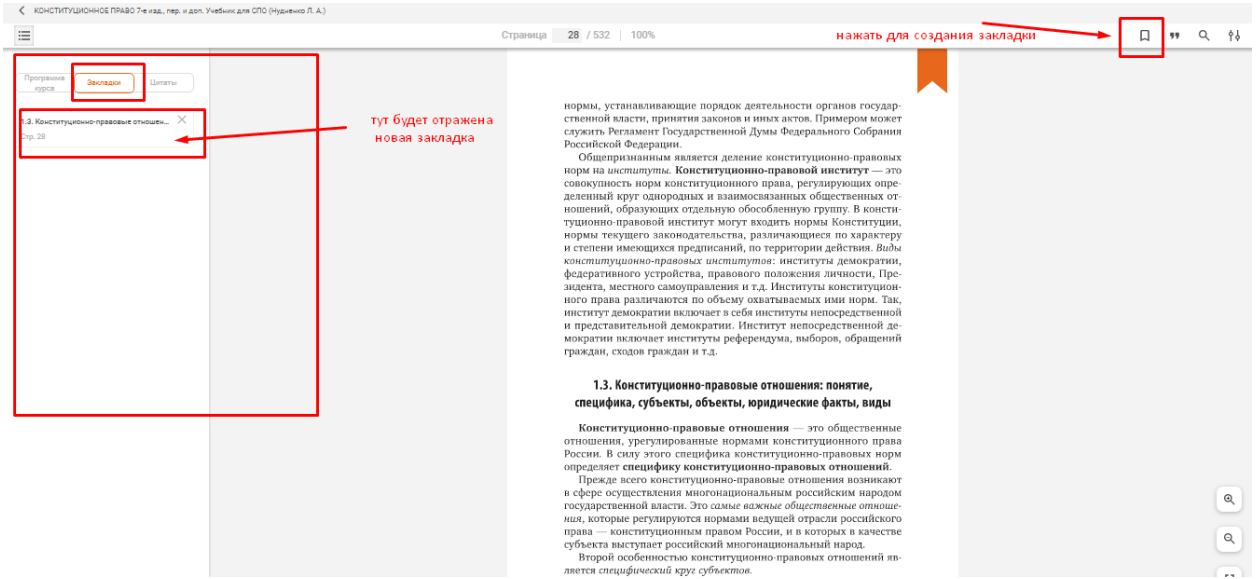 КОНСТИТУЦИОННОЕ ПРАВО 7-е изд., пер. и доп. Учебник для СПО (Нудненко Л. А.)
Страница 28 / 532 100%
нажать для создания закладки
Программа курса
Закладки
Цитаты
1.3. Конституционно-правовые отношен...
Стр. 28
тут будет отражена
новая закладка
нормы, устанавливающие порядок деятельности органов государ-
ственной власти, принятия законов и иных актов. Примером может
служить Регламент Государственной Думы Федерального Собрания
Российской Федерации.
Общепризнанным является деление конституционно-правовых
норм на институты. Конституционно-правовой институт — это
совокупность норм конституционного права, регулирующих опре-
деленный круг однородных и взаимосвязанных общественных от-
ношений, образующих отдельную обособленную группу. В консти-
туционно-правовой институт могут входить нормы Конституции,
нормы текущего законодательства, различающиеся по характеру
и степени имеющихся предписаний, по территории действия. Виды
конституционно-правовых институтов: институты демократии,
федеративного устройства, правового положения личности, Пре-
зидента, местного самоуправления и т.д. Институты конституцион-
ного права различаются по объему охватываемых ими норм. Так,
институт демократии включает в себя институты непосредственной
и представительной демократии. Институт непосредственной де-
мократии включает институты референдума, выборов, обращений
граждан, сходов граждан и т.д.
1.3. Конституционно-правовые отношения: понятие,
специфика, субъекты, объекты, юридические факты, виды
Конституционно-правовые отношения — это общественные
отношения, урегулированные нормами конституционного права
России. В силу этого специфика конституционно-правовых норм
определяет специфику конституционно-правовых отношений.
Прежде всего конституционно-правовые отношения возникают
в сфере осуществления многонациональным российским народом
государственной власти. Это самые важные общественные отноше-
ния, которые регулируются нормами ведущей отрасли российского
права — конституционным правом России, и в которых в качестве
субъекта выступает российский многонациональный народ.
Второй особенностью конституционно-правовых отношений яв-
ляется специфический круг субъектов.